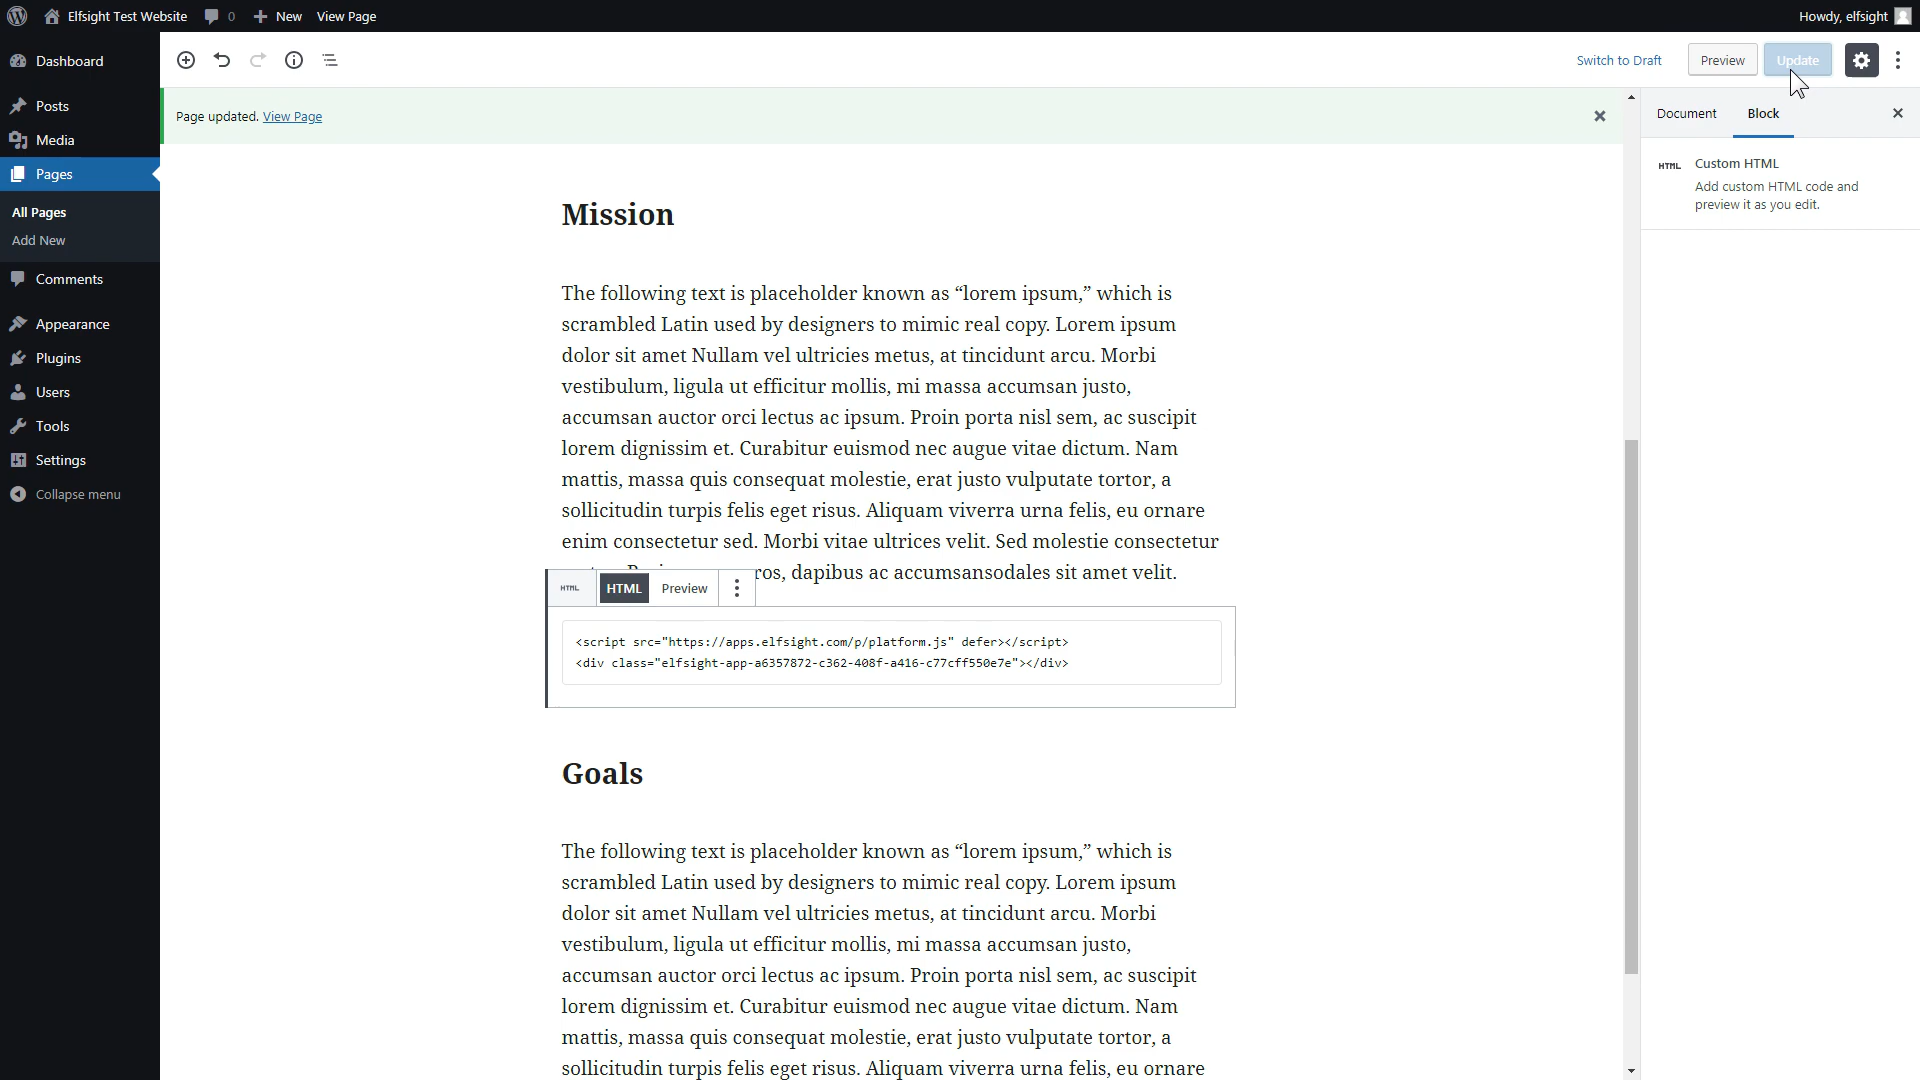 Elfsight Test Website
0
New
View Page
Howdy, elfsight
Dashboard
Posts
Media
Pages
All Pages
Add New
Comments
Appearance
Plugins
Users
Tools
Settings
Collapse menu
Switch to Draft
Preview
Update
Page updated. View Page
Document
Block
HTML
Custom HTML
Add custom HTML code and
preview it as you edit.
Mission
The following text is placeholder known as “lorem ipsum,” which is
scrambled Latin used by designers to mimic real copy. Lorem ipsum
dolor sit amet Nullam vel ultricies metus, at tincidunt arcu. Morbi
vestibulum, ligula ut efficitur mollis, mi massa accumsan justo,
accumsan auctor orci lectus ac ipsum. Proin porta nisl sem, ac suscipit
lorem dignissim et. Curabitur euismod nec augue vitae dictum. Nam
mattis, massa quis consequat molestie, erat justo vulputate tortor, a
sollicitudin turpis felis eget risus. Aliquam viverra urna felis, eu ornare
enim consectetur sed. Morbi vitae ultrices velit. Sed molestie consectetur
ros, dapibus ac accumsansodales sit amet velit.
HTML
HTML
Preview
<script src="https://apps.elfsight.com/p/platform.js" defer></script>
<div class="elfsight-app-a6357872-c362-408f-a416-c77cff550e7e"></div>
Goals
The following text is placeholder known as “lorem ipsum,” which is
scrambled Latin used by designers to mimic real copy. Lorem ipsum
dolor sit amet Nullam vel ultricies metus, at tincidunt arcu. Morbi
vestibulum, ligula ut efficitur mollis, mi massa accumsan justo,
accumsan auctor orci lectus ac ipsum. Proin porta nisl sem, ac suscipit
lorem dignissim et. Curabitur euismod nec augue vitae dictum. Nam
mattis, massa quis consequat molestie, erat justo vulputate tortor, a
sollicitudin turpis felis eget risus. Aliquam viverra urna felis, eu ornare